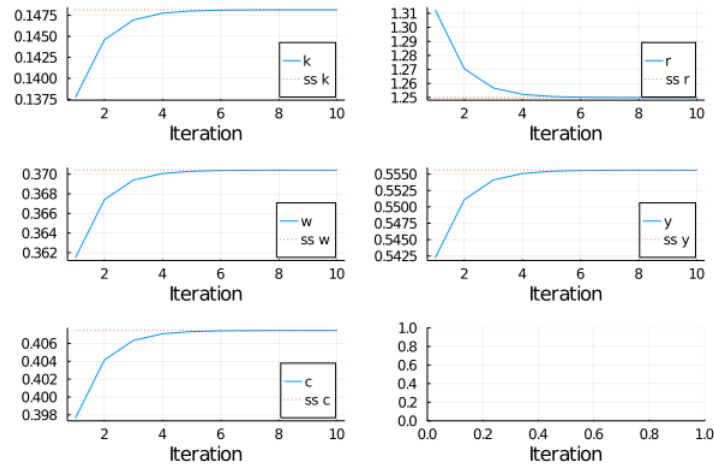 0.1475
0.1450
0.1425
0.1400
0.1375
k
ss k
2 4 6 8 10
Iteration
1.31
1.30
1.29
1.28
1.27
1.26
1.25
r
ss r
2 4 6 8 10
Iteration
0.370
0.368
0.366
0.364
0.362
w
ss w
2 4 6 8 10
Iteration
0.5550
0.5525
0.5500
0.5475
0.5450
0.5425
y
ss y
2 4 6 8 10
Iteration
0.406
0.404
0.402
0.400
0.398
c
ss c
2 4 6 8 10
Iteration
1.0
0.8
0.6
0.4
0.2
0.0
0.0 0.2 0.4 0.6 0.8 1.0
Iteration